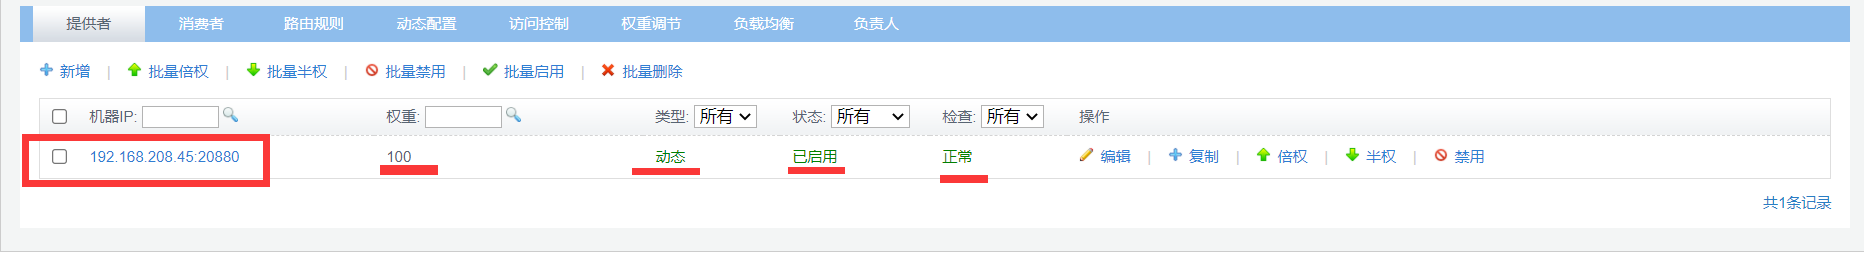 提供者 消费者 路由规则 动态配置 访问控制 权重调节 负载均衡 负责人
新增 | 批量倍权 | 批量半权 | 批量禁用 | 批量启用 | 批量删除
机器IP: 权重: 类型: 所有 状态: 所有 检查: 所有 操作
192.168.208.45:20880 100 动态 已启用 正常 编辑 | 复制 | 倍权 | 半权 | 禁用
共1条记录